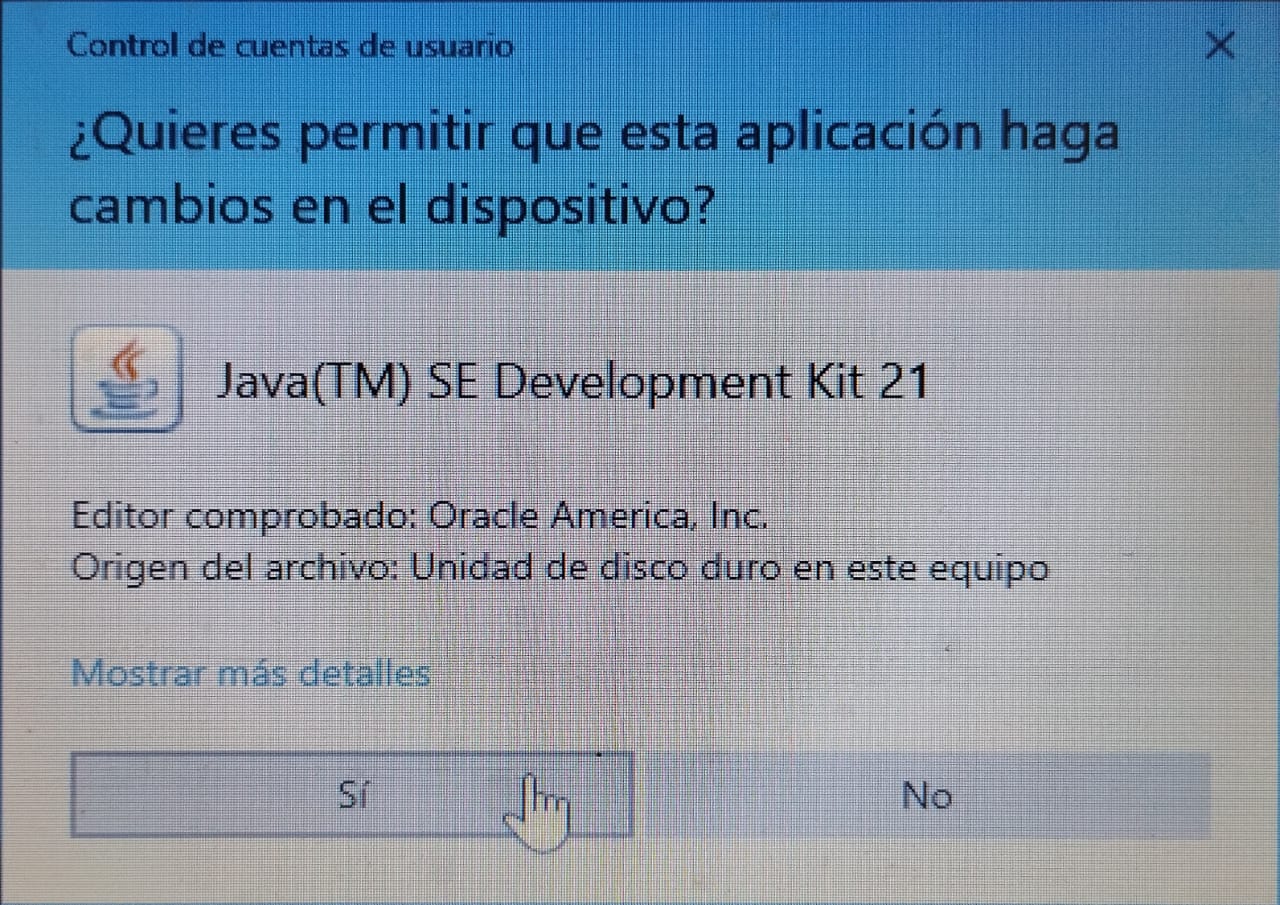 Control de cuentas de usuario
¿Quieres permitir que esta aplicación haga
cambios en el dispositivo?
Java(TM) SE Development Kit 21
Editor comprobado: Oracle America, Inc.
Origen del archivo: Unidad de disco duro en este equipo
Mostrar más detalles
Sí
No